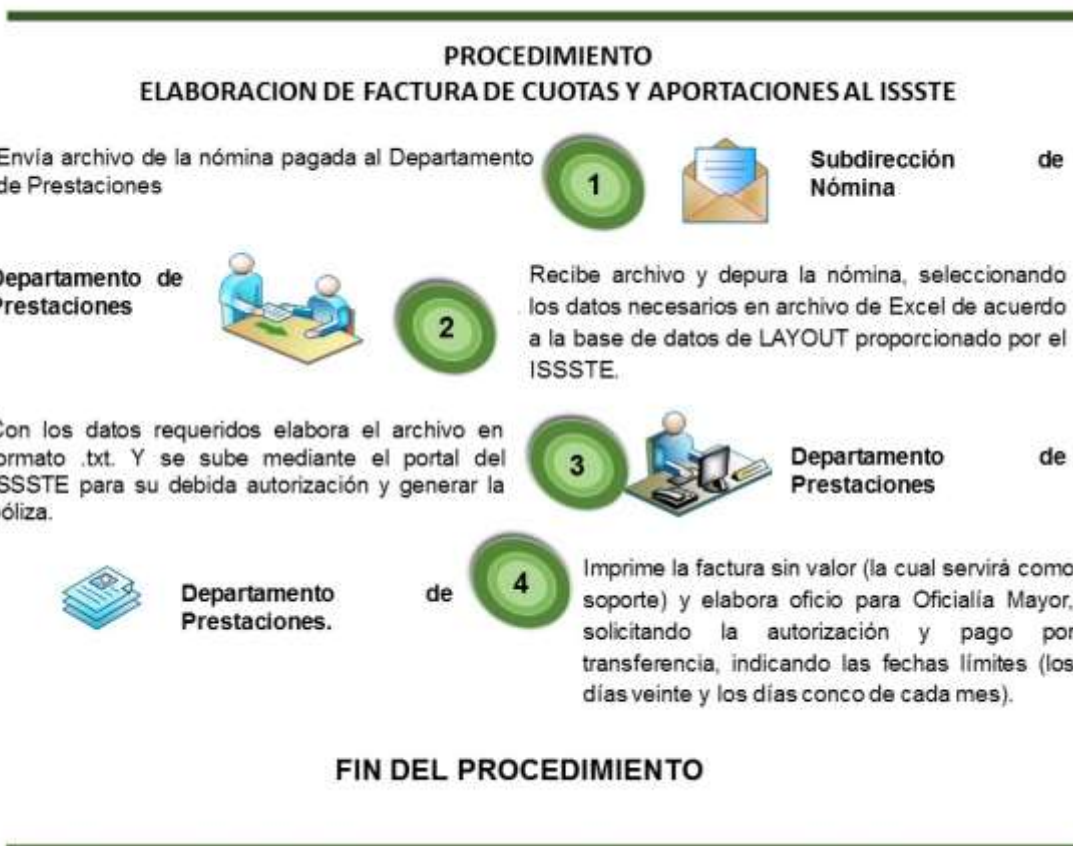 PROCEDIMIENTO
ELABORACION DE FACTURA DE CUOTAS Y APORTACIONES AL ISSSTE
Envía archivo de la nómina pagada al Departamento
de Prestaciones
1
Subdirección de
Nómina
Departamento de
Prestaciones
2
Recibe archivo y depura la nómina, seleccionando
los datos necesarios en archivo de Excel de acuerdo
a la base de datos de LAYOUT proporcionado por el
ISSSTE.
Con los datos requeridos elabora el archivo en
formato .txt. Y se sube mediante el portal del
ISSSTE para su debida autorización y generar la
póliza.
3
Departamento de
Prestaciones
Departamento de
Prestaciones.
4
Imprime la factura sin valor (la cual servirá como
soporte) y elabora oficio para Oficialía Mayor,
solicitando la autorización y pago por
transferencia, indicando las fechas límites (los
días veinte y los días conco de cada mes).
FIN DEL PROCEDIMIENTO